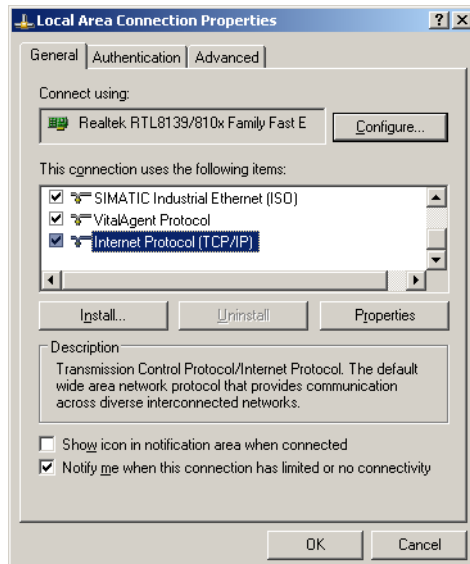 Local Area Connection Properties
General Authentication Advanced
Connect using:
Realtek RTL8139/810x Family Fast E Configure...
This connection uses the following items:
SIMATIC Industrial Ethernet (ISO)
VitalAgent Protocol
Internet Protocol (TCP/IP)
Install... Uninstall Properties
Description
Transmission Control Protocol/Internet Protocol. The default
wide area network protocol that provides communication
across diverse interconnected networks.
Show icon in notification area when connected
Notify me when this connection has limited or no connectivity
OK Cancel